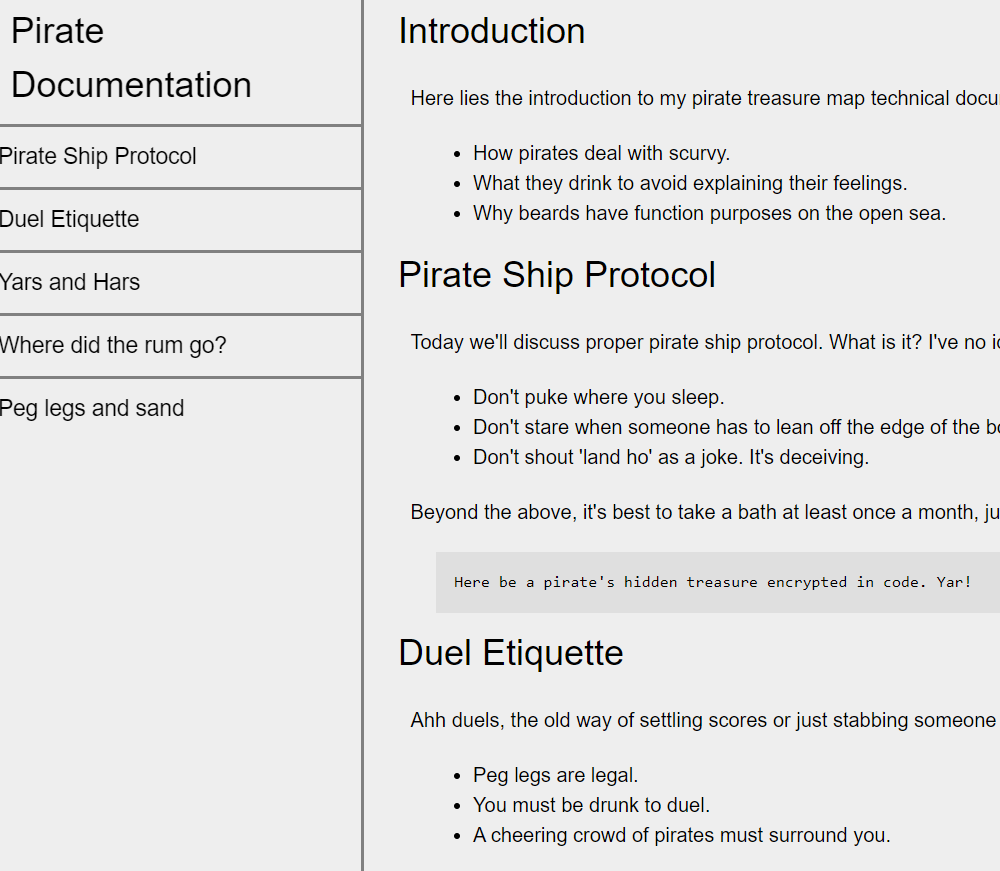 Pirate
Documentation
Pirate Ship Protocol
Duel Etiquette
Yars and Hars
Where did the rum go?
Peg legs and sand
Introduction
Here lies the introduction to my pirate treasure map technical
How pirates deal with scurvy.
What they drink to avoid explaining their feelings.
Why beards have function purposes on the open sea.
Pirate Ship Protocol
Today we'll discuss proper pirate ship protocol. What is it? I've no
Don't puke where you sleep.
Don't stare when someone has to lean off the edge of the
Don't shout 'land ho' as a joke. It's deceiving.
Beyond the above, it's best to take a bath at least once a month,
Here be a pirate's hidden treasure encrypted in code. Yar!
Duel Etiquette
Ahh duels, the old way of settling scores or just stabbing someone
Peg legs are legal.
You must be drunk to duel.
A cheering crowd of pirates must surround you.